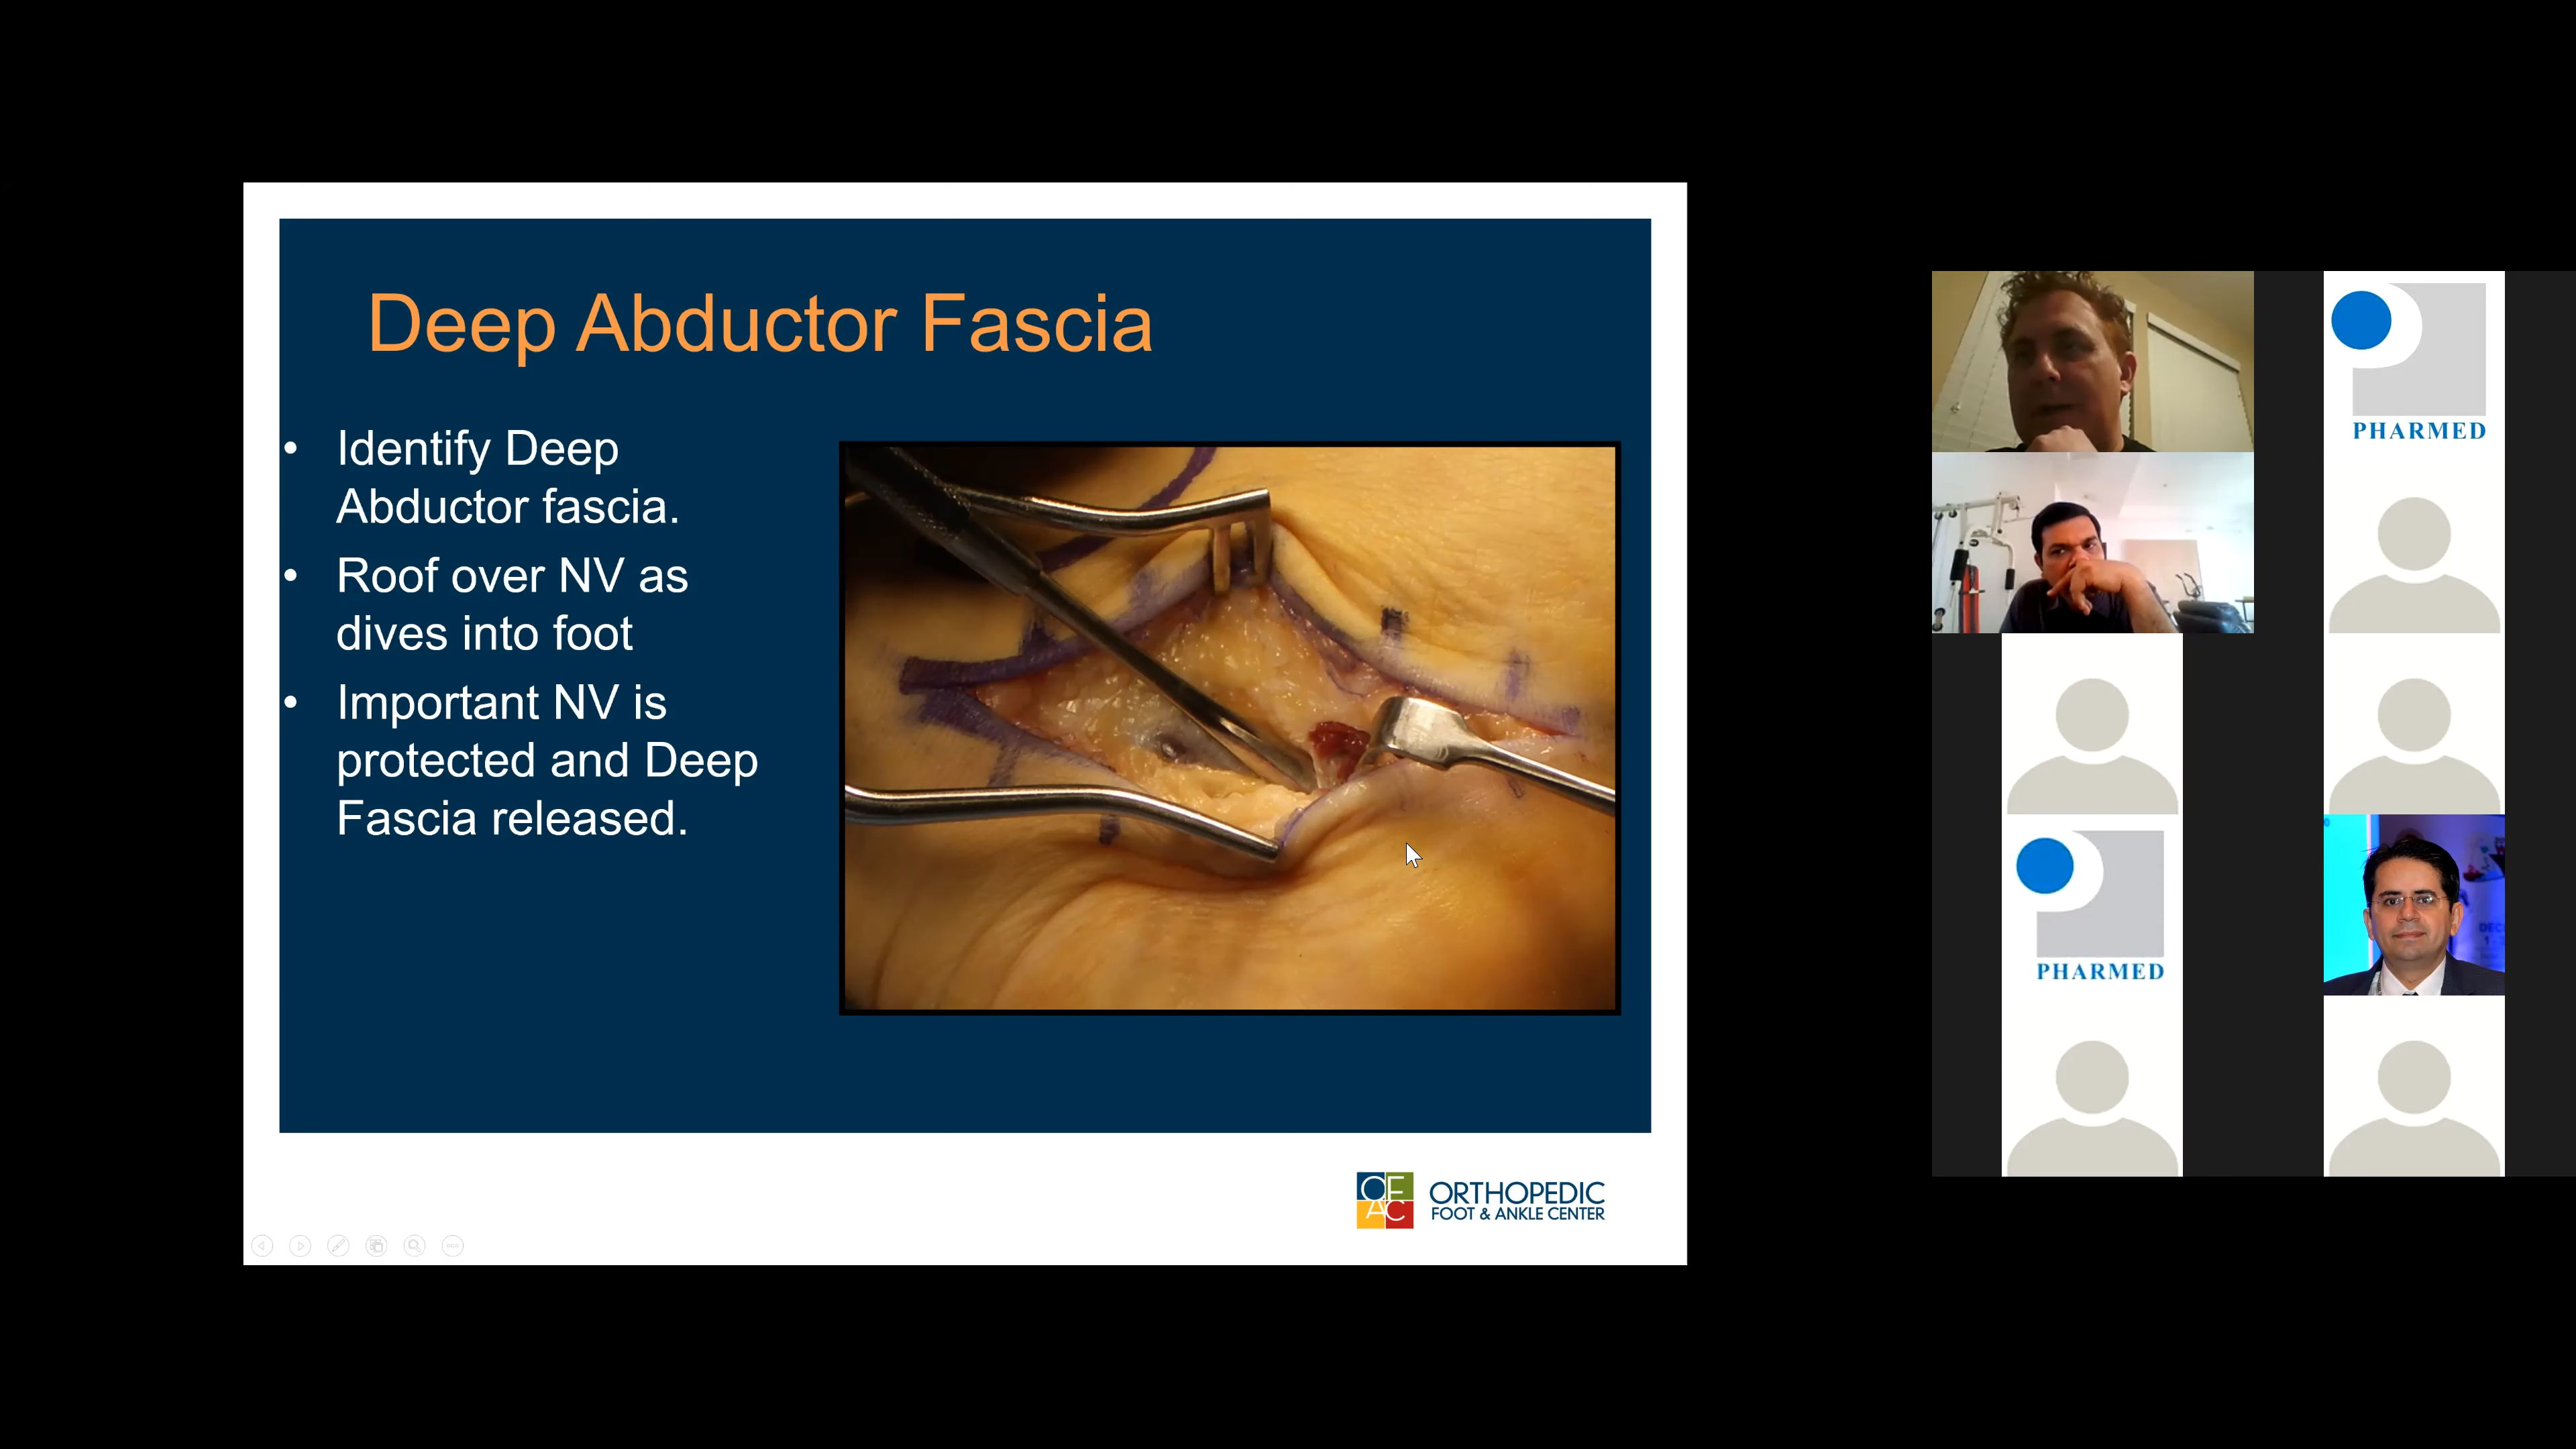 Deep Abductor Fascia
• Identify Deep
Abductor fascia.
• Roof over NV as
dives into foot
• Important NV is
protected and Deep
Fascia released.
OF
AC
ORTHOPEDIC
FOOT & ANKLE CENTER
PHARMED
PHARMED